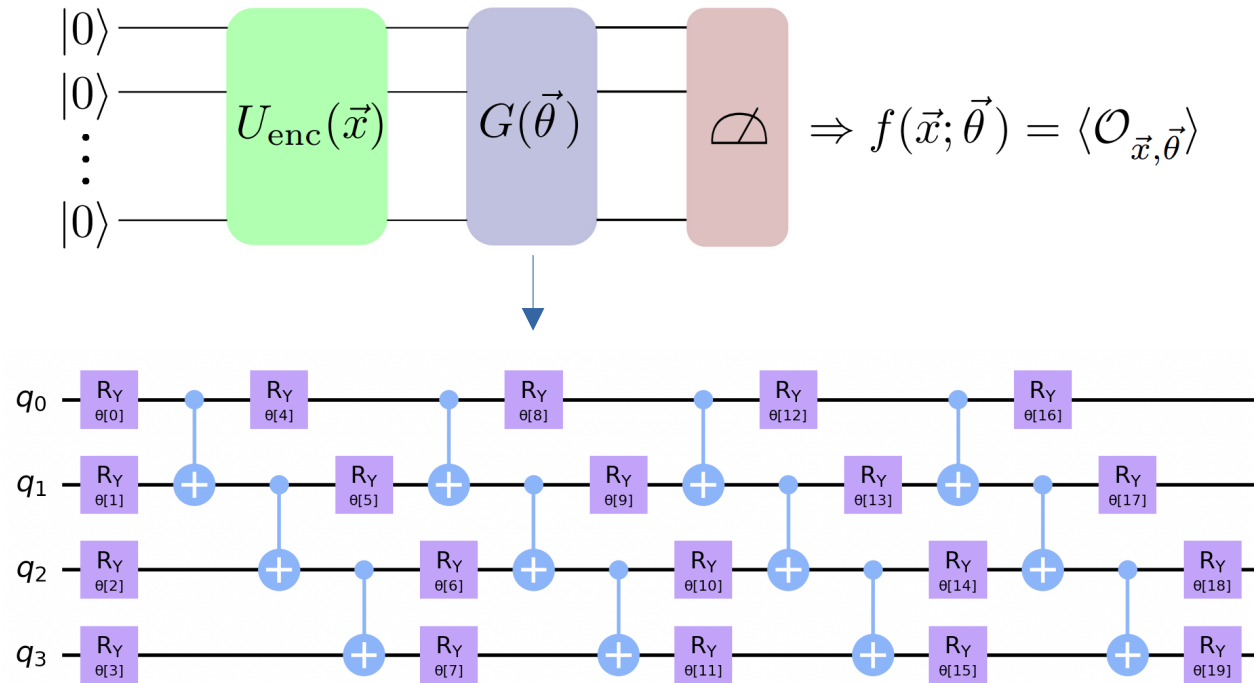 |0⟩
|0⟩
⋮
|0⟩
U_enc(x⃗)
G(θ⃗)
⇒ f(x⃗; θ⃗) = ⟨𝒪_{x⃗,θ⃗}⟩
q₀ R_Y θ[0] R_Y θ[4] R_Y θ[8] R_Y θ[12] R_Y θ[16]
q₁ R_Y θ[1] R_Y θ[5] R_Y θ[9] R_Y θ[13] R_Y θ[17]
q₂ R_Y θ[2] R_Y θ[6] R_Y θ[10] R_Y θ[14] R_Y θ[18]
q₃ R_Y θ[3] R_Y θ[7] R_Y θ[11] R_Y θ[15] R_Y θ[19]